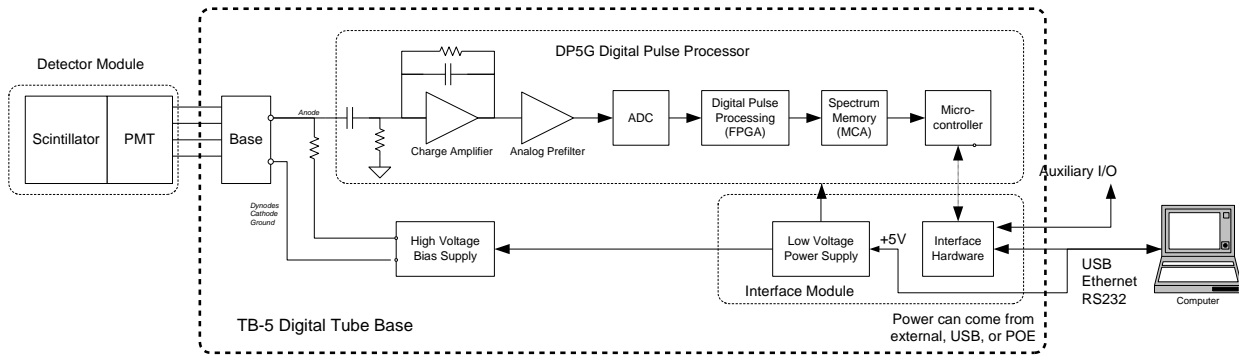 DP5G Digital Pulse Processor
Detector Module
Scintillator
PMT
Base
Anode
Charge Amplifier
Analog Prefilter
ADC
Digital Pulse
Processing
(FPGA)
Spectrum
Memory
(MCA)
Micro-
controller
Dynodes
Cathode
Ground
High Voltage
Bias Supply
Low Voltage
Power Supply
+5V
Interface
Hardware
Auxiliary I/O
USB
Ethernet
RS232
Computer
Interface Module
TB-5 Digital Tube Base
Power can come from
external, USB, or POE